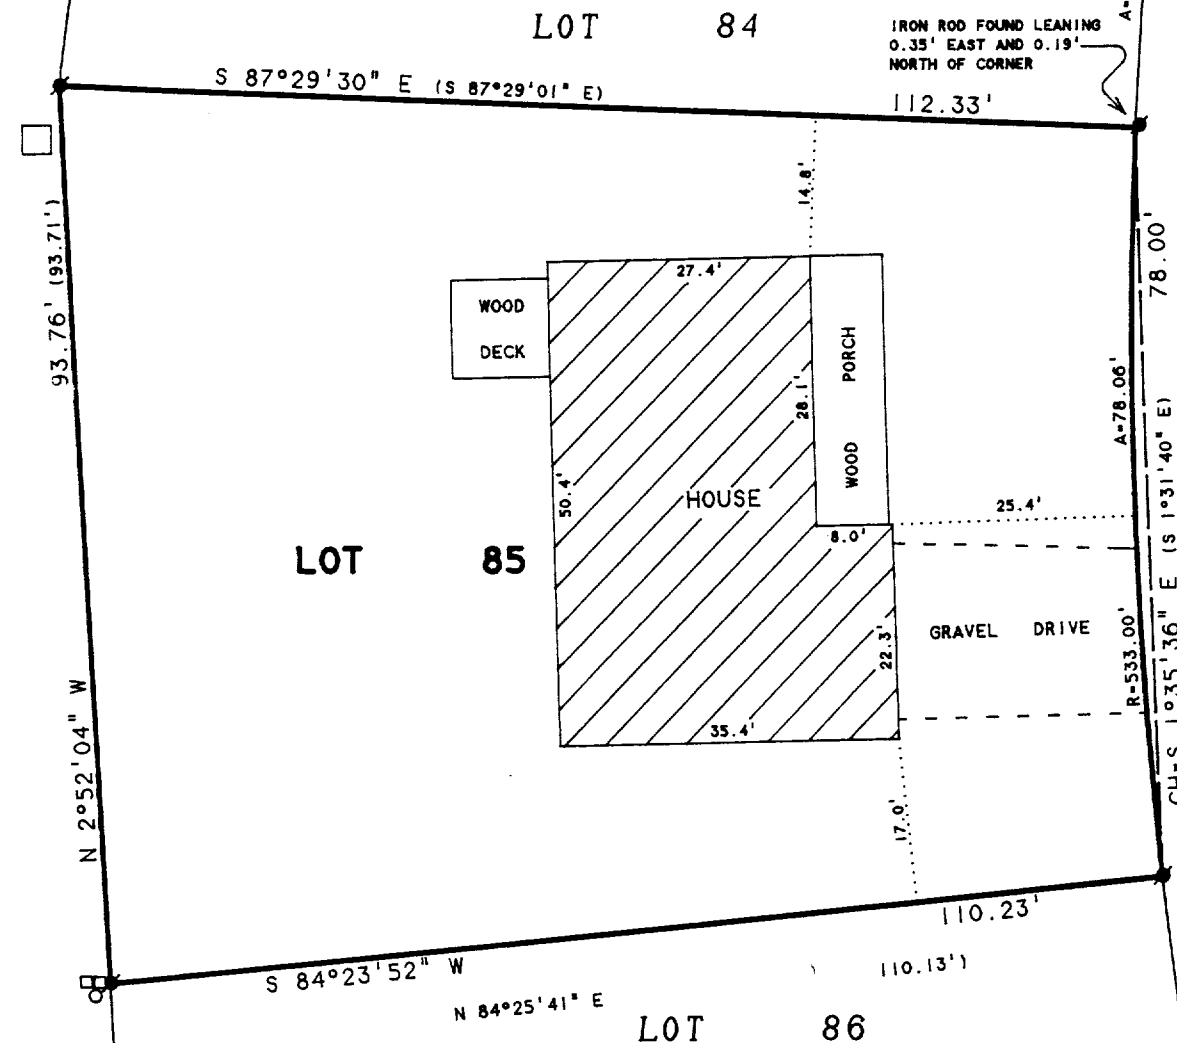 LOT 84
IRON ROD FOUND LEANING
0.35' EAST AND 0.19'
NORTH OF CORNER
A=
S 87°29'30" E (S 87°29'01" E)
112.33'
14.8'
93.76' (93.71')
78.00'
27.4'
WOOD
DECK
WOOD PORCH
28.1'
A=78.06'
50.4'
HOUSE
25.4'
8.0'
LOT 85
GRAVEL DRIVE
22.3'
R=533.00'
CH=S 1°35'36" E (S 1°31'40" E)
35.4'
N 2°52'04" W
17.0'
110.23'
S 84°23'52" W
N 84°25'41" E
110.13')
LOT 86